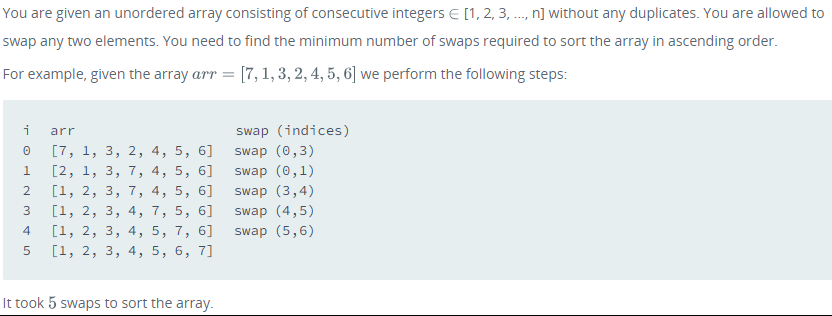 You are given an unordered array consisting of consecutive integers ∈ [1, 2, 3, ..., n] without any duplicates. You are allowed to
swap any two elements. You need to find the minimum number of swaps required to sort the array in ascending order.
For example, given the array arr = [7, 1, 3, 2, 4, 5, 6] we perform the following steps:
i arr swap (indices)
0 [7, 1, 3, 2, 4, 5, 6] swap (0,3)
1 [2, 1, 3, 7, 4, 5, 6] swap (0,1)
2 [1, 2, 3, 7, 4, 5, 6] swap (3,4)
3 [1, 2, 3, 4, 7, 5, 6] swap (4,5)
4 [1, 2, 3, 4, 5, 7, 6] swap (5,6)
5 [1, 2, 3, 4, 5, 6, 7]
It took 5 swaps to sort the array.